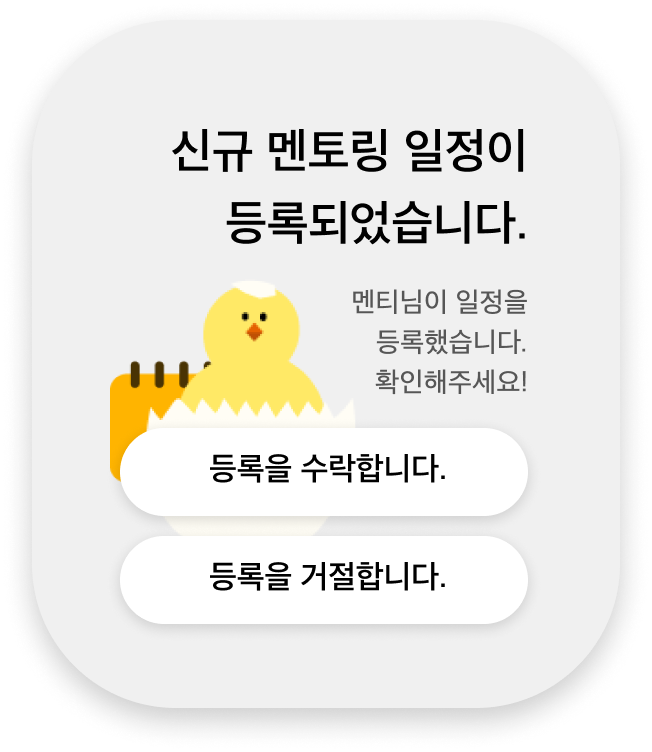 신규 멘토링 일정이
등록되었습니다.
멘티님이 일정을
등록했습니다.
확인해주세요!
등록을 수락합니다.
등록을 거절합니다.